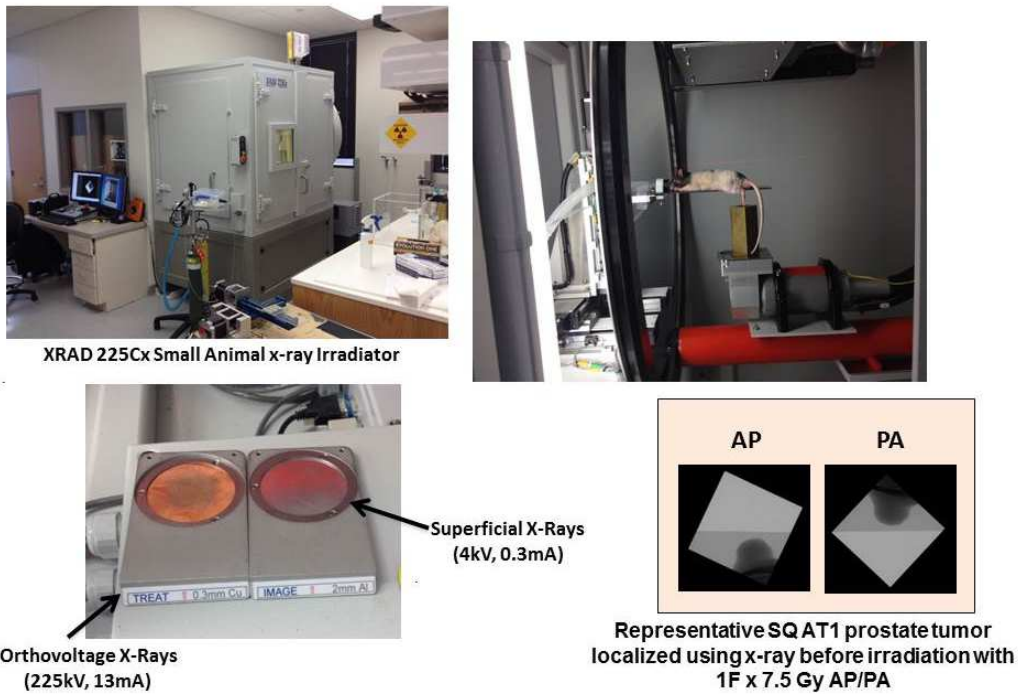 XRAD 225Cx Small Animal x-ray Irradiator
TREAT 0.3mm Cu
IMAGE 2mm Al
Superficial X-Rays
(4kV, 0.3mA)
Orthovoltage X-Rays
(225kV, 13mA)
AP PA
Representative SQ AT1 prostate tumor
localized using x-ray before irradiation with
1F x 7.5 Gy AP/PA